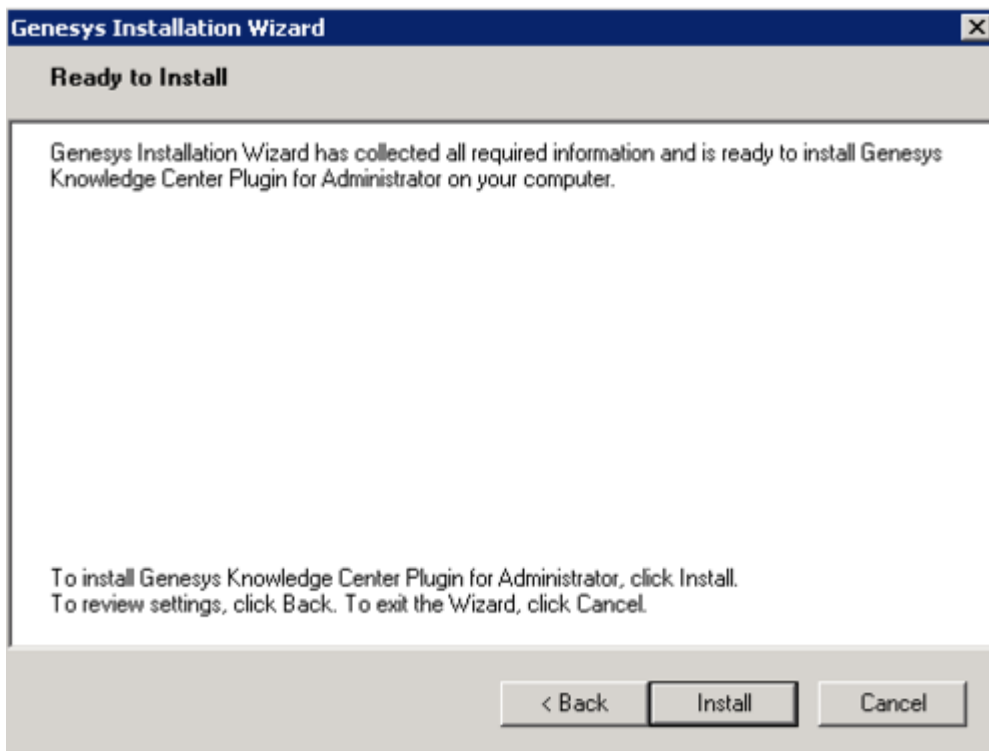 Genesys Installation Wizard
Ready to Install
Genesys Installation Wizard has collected all required information and is ready to install Genesys
Knowledge Center Plugin for Administrator on your computer.
To install Genesys Knowledge Center Plugin for Administrator, click Install.
To review settings, click Back. To exit the Wizard, click Cancel.
< Back
Install
Cancel